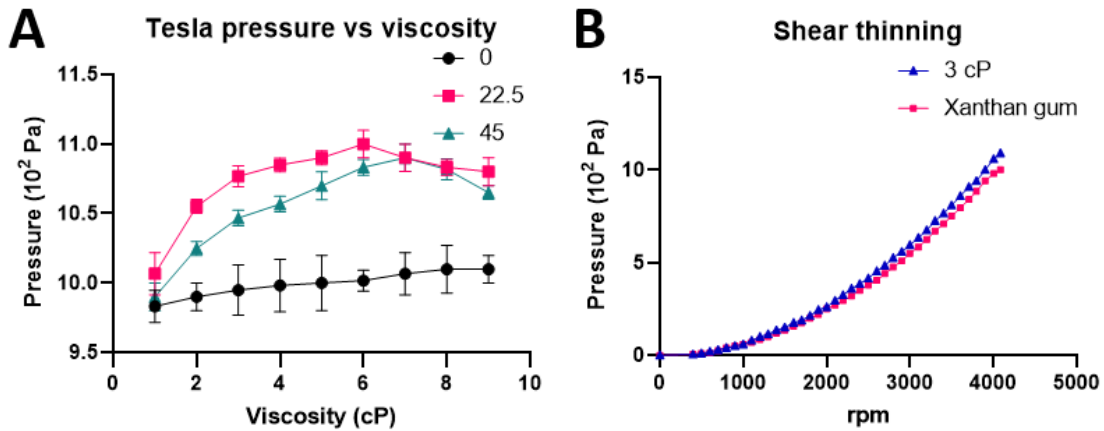 A
Tesla pressure vs viscosity
0
22.5
45
11.5
11.0
10.5
10.0
9.5
Pressure (10² Pa)
0
2
4
6
8
10
Viscosity (cP)
B
Shear thinning
3 cP
Xanthan gum
15
10
5
0
Pressure (10² Pa)
0
1000
2000
3000
4000
5000
rpm